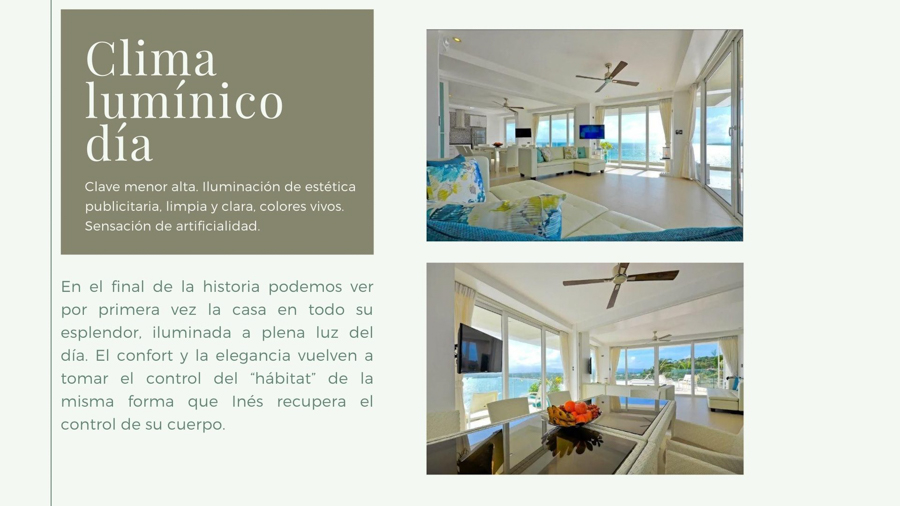 Clima
lumínico
día
Clave menor alta. Iluminación de estética
publicitaria, limpia y clara, colores vivos.
Sensación de artificialidad.
En el final de la historia podemos ver
por primera vez la casa en todo su
esplendor, iluminada a plena luz del
día. El confort y la elegancia vuelven a
tomar el control del “hábitat” de la
misma forma que Inés recupera el
control de su cuerpo.